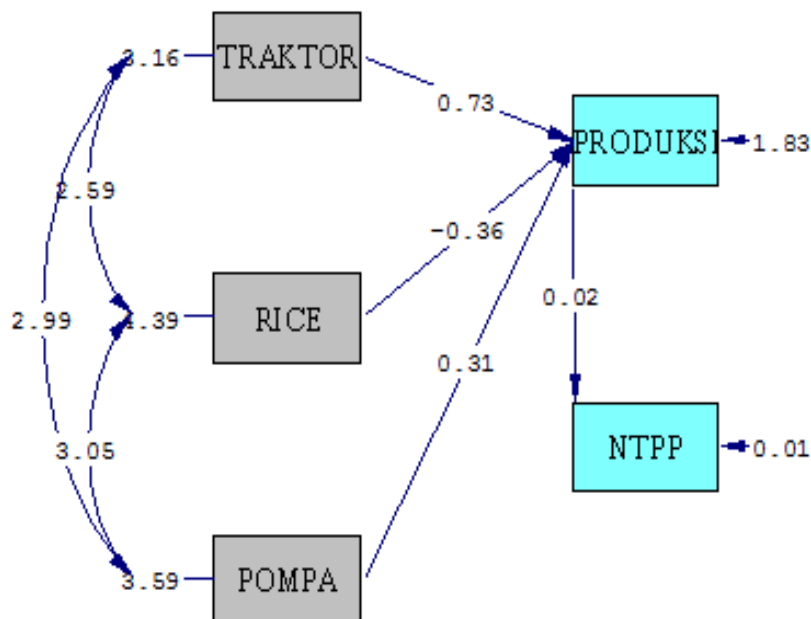 3.16
TRAKTOR
0.73
PRODUKSI
1.83
2.59
-0.36
2.99
4.39
RICE
0.02
0.31
3.05
NTPP
0.01
3.59
POMPA